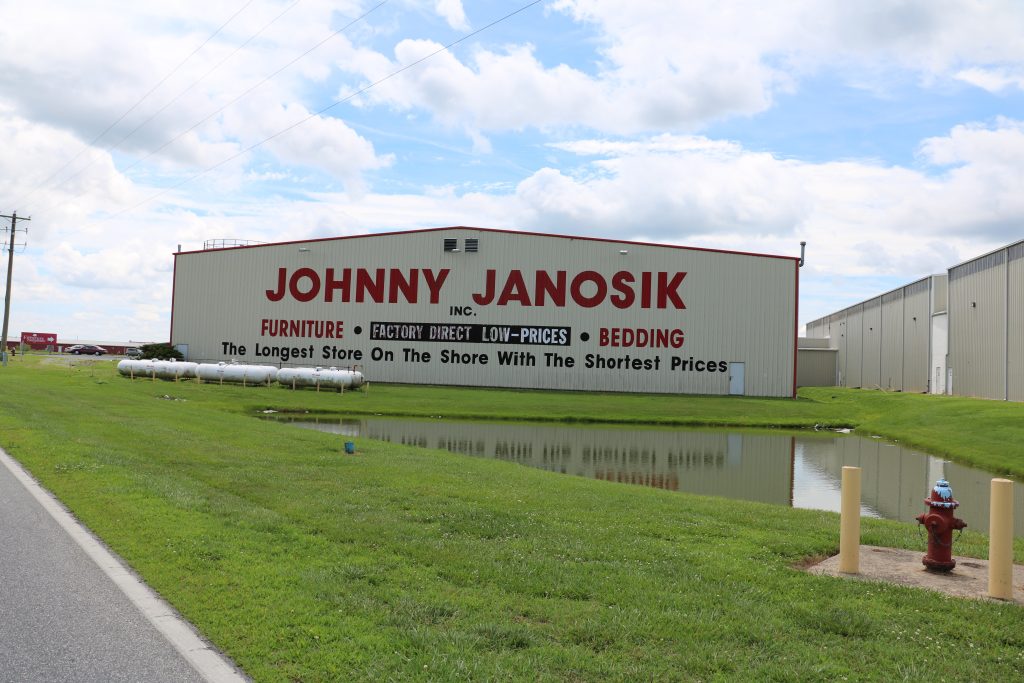 JOHNNY JANOSIK
INC.
FURNITURE • FACTORY DIRECT LOW-PRICES • BEDDING
The Longest Store On The Shore With The Shortest Prices